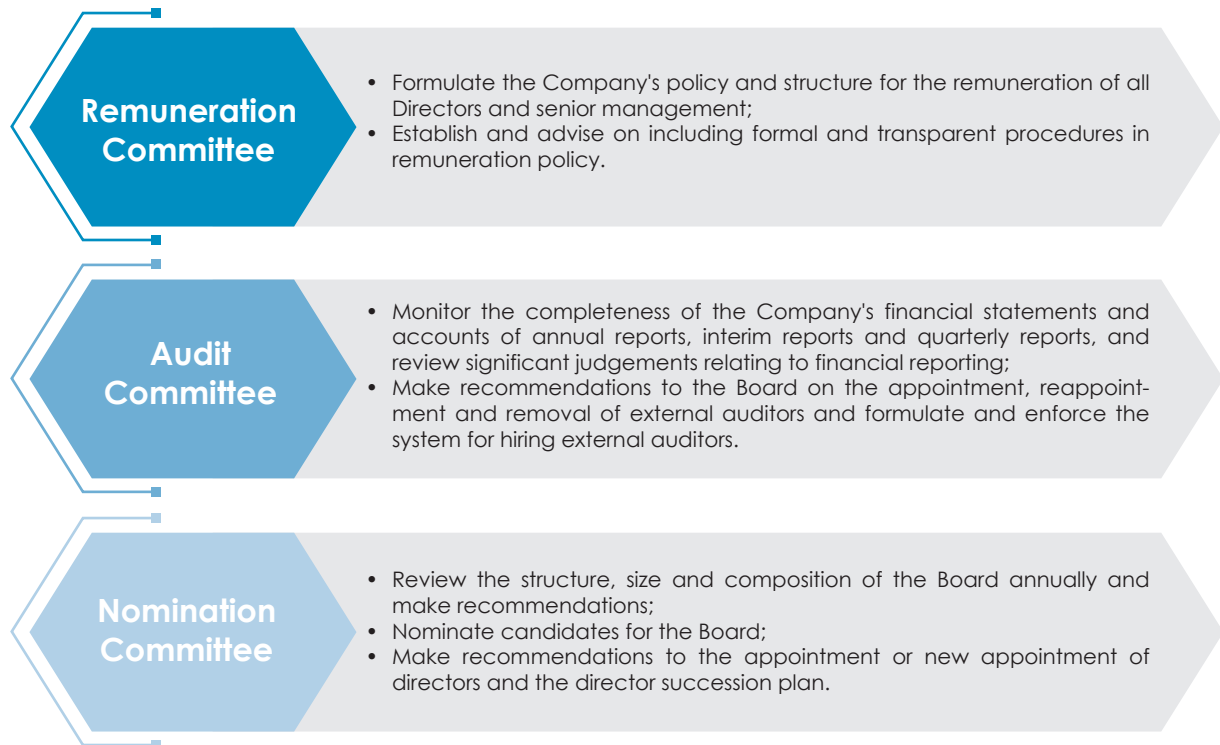 Remuneration
Committee
• Formulate the Company's policy and structure for the remuneration of all
Directors and senior management;
• Establish and advise on including formal and transparent procedures in
remuneration policy.
Audit
Committee
• Monitor the completeness of the Company's financial statements and
accounts of annual reports, interim reports and quarterly reports, and
review significant judgements relating to financial reporting;
• Make recommendations to the Board on the appointment, reappoint-
ment and removal of external auditors and formulate and enforce the
system for hiring external auditors.
Nomination
Committee
• Review the structure, size and composition of the Board annually and
make recommendations;
• Nominate candidates for the Board;
• Make recommendations to the appointment or new appointment of
directors and the director succession plan.